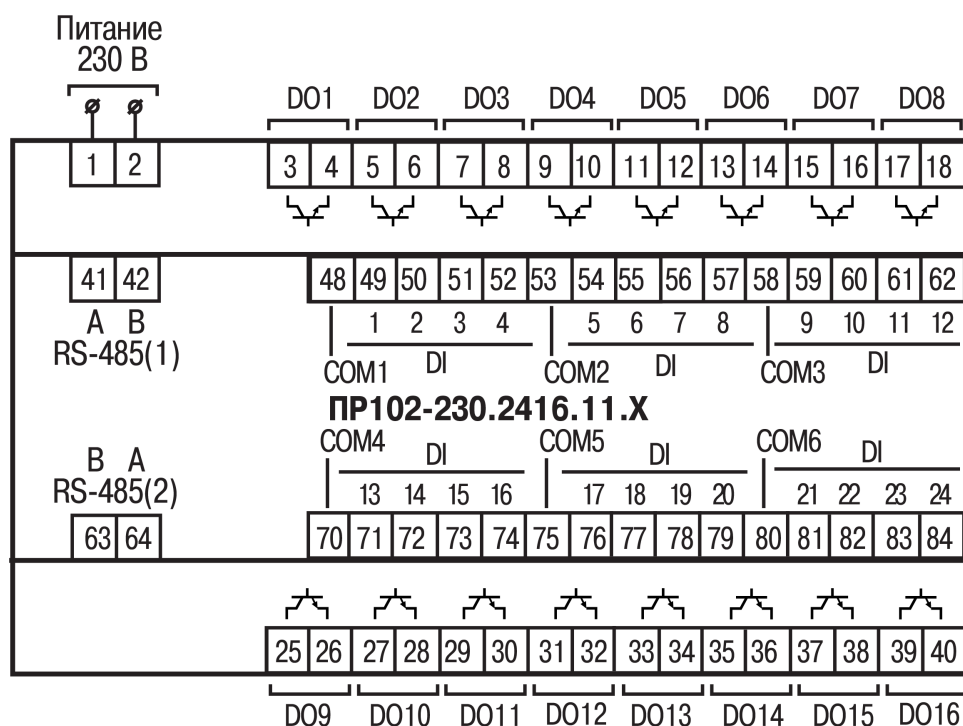 Питание
230 В
DO1 DO2 DO3 DO4 DO5 DO6 DO7 DO8
1 2 3 4 5 6 7 8 9 10 11 12 13 14 15 16 17 18
41 42 48 49 50 51 52 53 54 55 56 57 58 59 60 61 62
A B 1 2 3 4 5 6 7 8 9 10 11 12
RS-485(1) COM1 DI COM2 DI COM3 DI
ПР102-230.2416.11.X
COM4 DI COM5 DI COM6 DI
B A
RS-485(2) 13 14 15 16 17 18 19 20 21 22 23 24
63 64 70 71 72 73 74 75 76 77 78 79 80 81 82 83 84
25 26 27 28 29 30 31 32 33 34 35 36 37 38 39 40
DO9 DO10 DO11 DO12 DO13 DO14 DO15 DO16